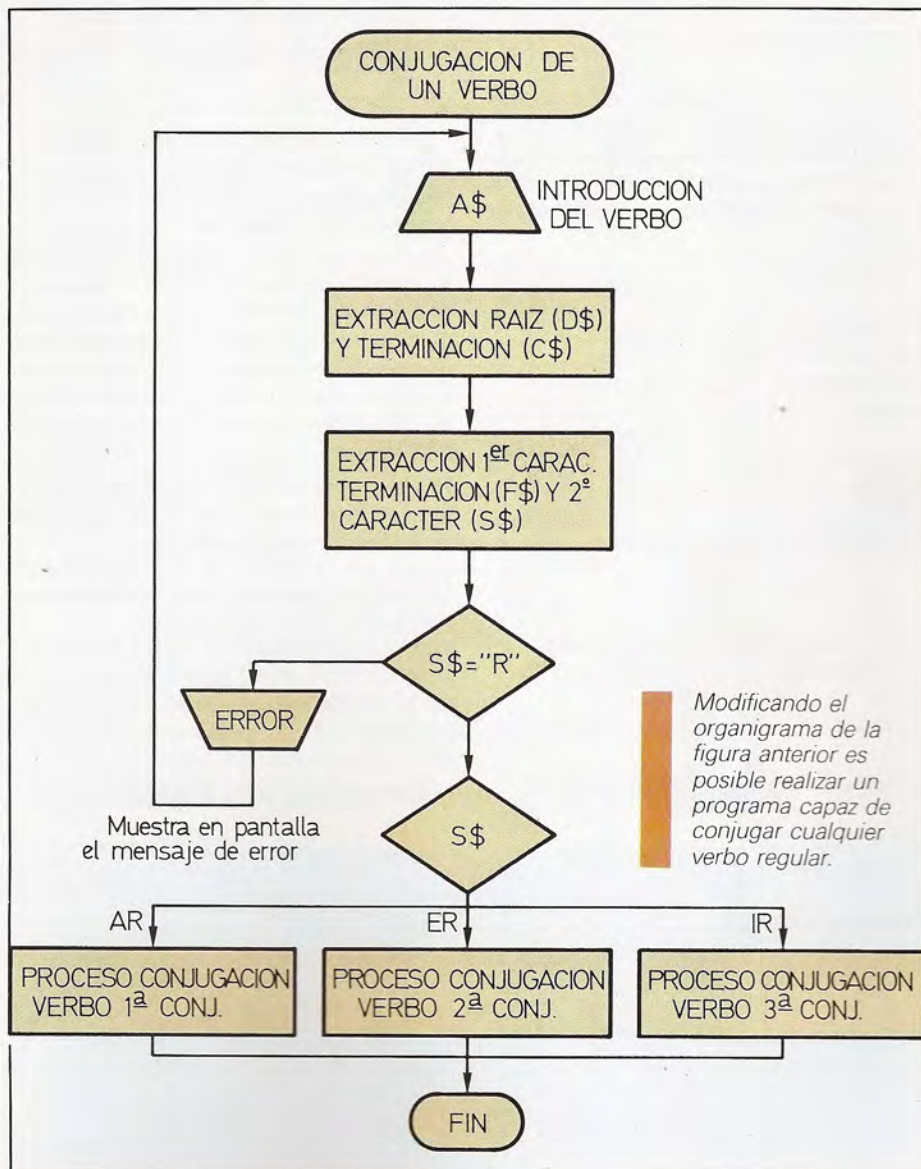 CONJUGACION DE
UN VERBO
A$
INTRODUCCION
DEL VERBO
EXTRACCION RAIZ (D$)
Y TERMINACION (C$)
EXTRACCION 1er CARAC.
TERMINACION (F$) Y 2º
CARACTER (S$)
S$="R"
ERROR
Muestra en pantalla
el mensaje de error
S$
Modificando el
organigrama de la
figura anterior es
posible realizar un
programa capaz de
conjugar cualquier
verbo regular.
AR
ER
IR
PROCESO CONJUGACION
VERBO 1ª CONJ.
PROCESO CONJUGACION
VERBO 2ª CONJ.
PROCESO CONJUGACION
VERBO 3ª CONJ.
FIN